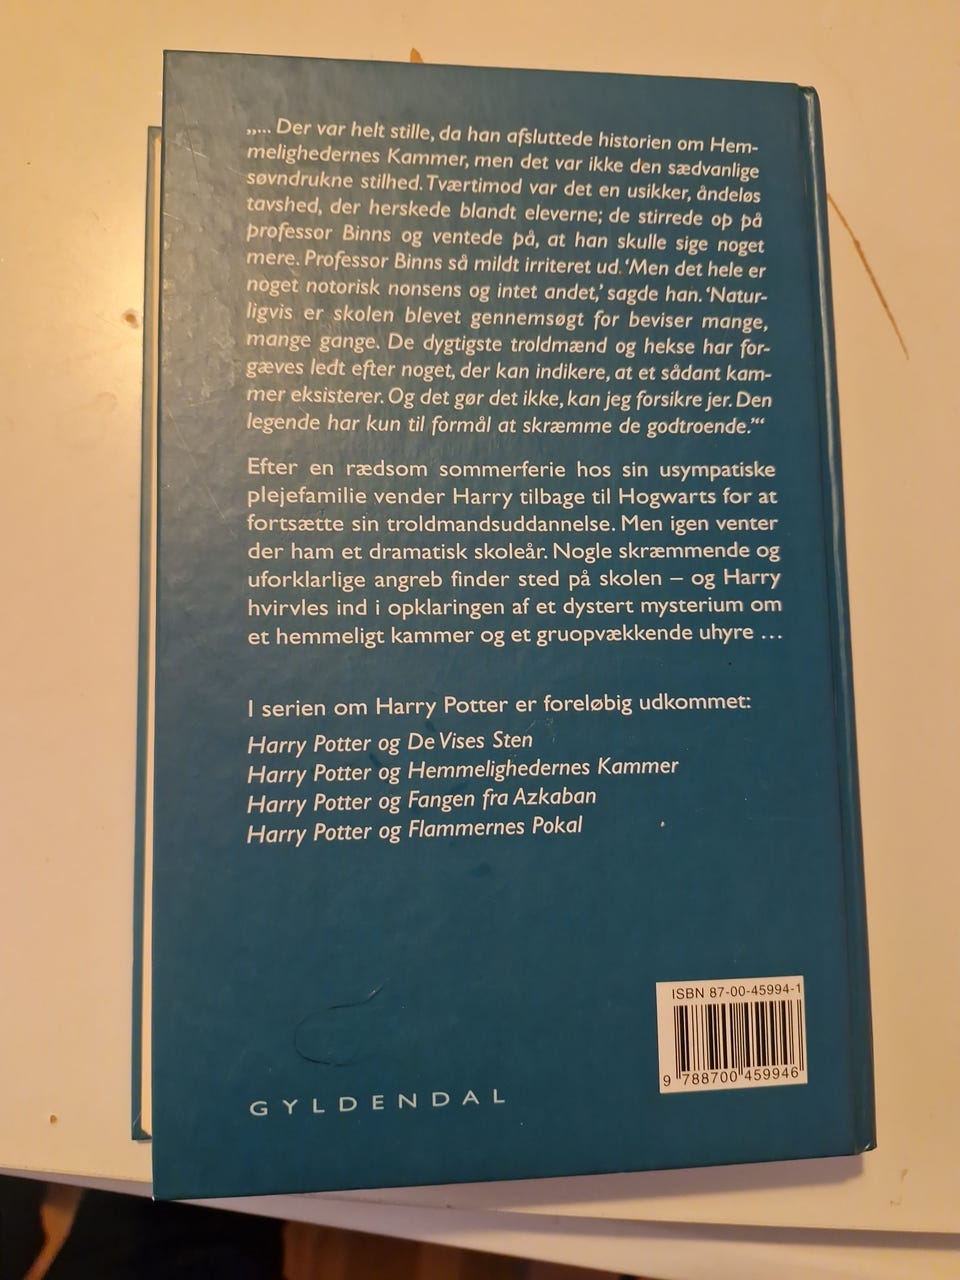 „... Der var helt stille, da han afsluttede historien om Hem-
melighedernes Kammer, men det var ikke den sædvanlige
søvndrukne stilhed. Tværtimod var det en usikker, åndeløs
tavshed, der herskede blandt eleverne; de stirrede op på
professor Binns og ventede på, at han skulle sige noget
mere. Professor Binns så mildt irriteret ud. ‘Men det hele er
noget notorisk nonsens og intet andet,’ sagde han. ‘Natur-
ligvis er skolen blevet gennemsøgt for beviser mange,
mange gange. De dygtigste troldmænd og hekse har for-
gæves ledt efter noget, der kan indikere, at et sådant kam-
mer eksisterer. Og det gør det ikke, kan jeg forsikre jer. Den
legende har kun til formål at skræmme de godtroende.’“
Efter en rædsom sommerferie hos sin usympatiske
plejefamilie vender Harry tilbage til Hogwarts for at
fortsætte sin troldmandsuddannelse. Men igen venter
der ham et dramatisk skoleår. Nogle skræmmende og
uforklarlige angreb finder sted på skolen – og Harry
hvirvles ind i opklaringen af et dystert mysterium om
et hemmeligt kammer og et gruopvækkende uhyre ...
I serien om Harry Potter er foreløbig udkommet:
Harry Potter og De Vises Sten
Harry Potter og Hemmelighedernes Kammer
Harry Potter og Fangen fra Azkaban
Harry Potter og Flammernes Pokal
ISBN 87-00-45994-1
9 788700 459946
GYLDENDAL